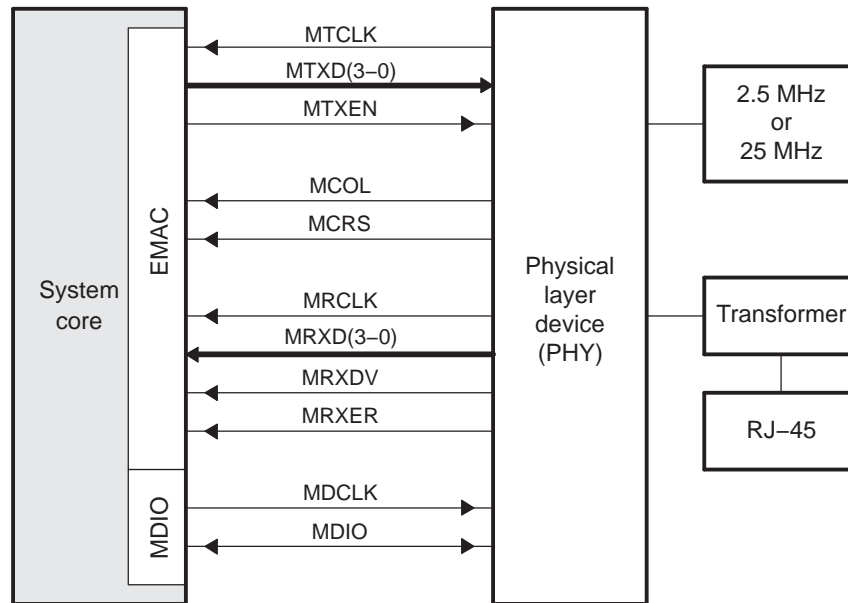 System
core
EMAC
MDIO
MTCLK
MTXD(3−0)
MTXEN
MCOL
MCRS
MRCLK
MRXD(3−0)
MRXDV
MRXER
MDCLK
MDIO
Physical
layer
device
(PHY)
2.5 MHz
or
25 MHz
Transformer
RJ−45